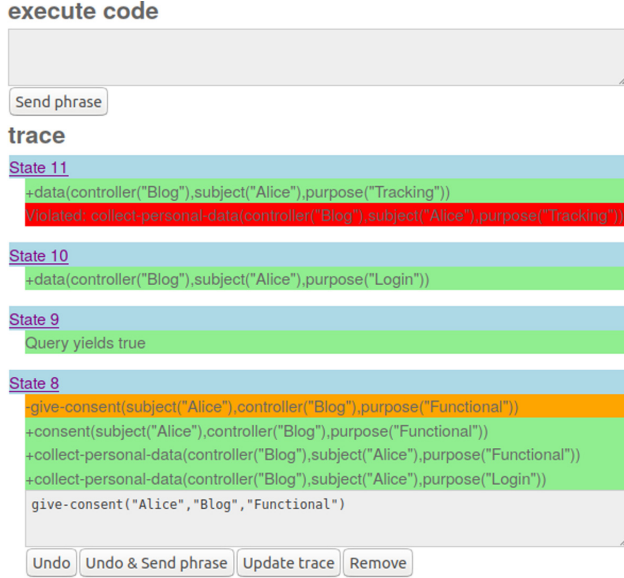 execute code
Send phrase
trace
State 11
+data(controller("Blog"),subject("Alice"),purpose("Tracking"))
Violated: collect-personal-data(controller("Blog"),subject("Alice"),purpose("Tracking"))
State 10
+data(controller("Blog"),subject("Alice"),purpose("Login"))
State 9
Query yields true
State 8
-give-consent(subject("Alice"),controller("Blog"),purpose("Functional"))
+consent(subject("Alice"),controller("Blog"),purpose("Functional"))
+collect-personal-data(controller("Blog"),subject("Alice"),purpose("Functional"))
+collect-personal-data(controller("Blog"),subject("Alice"),purpose("Login"))
give-consent("Alice","Blog","Functional")
Undo Undo & Send phrase Update trace Remove